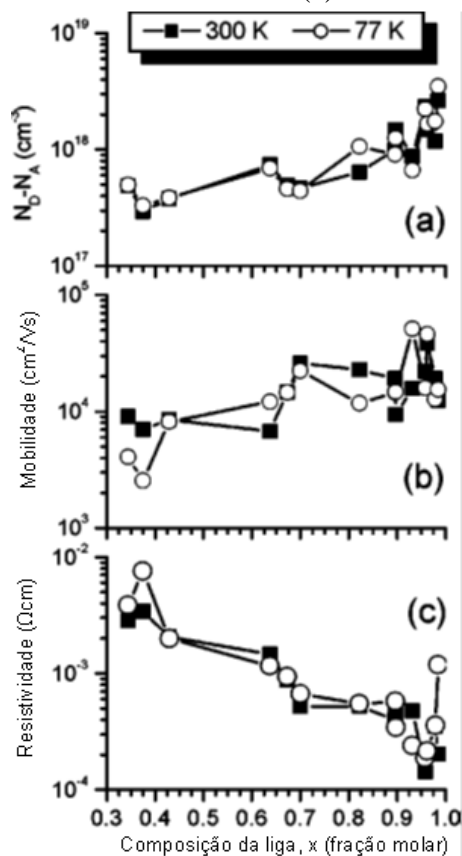 300 K 77 K
10¹⁹
10¹⁸
10¹⁷
N_D-N_A (cm⁻³)
(a)
10⁵
10⁴
10³
Mobilidade (cm²/Vs)
(b)
10⁻²
10⁻³
10⁻⁴
Resistividade (Ωcm)
(c)
0.3 0.4 0.5 0.6 0.7 0.8 0.9 1.0
Composição da liga, x (fração molar)